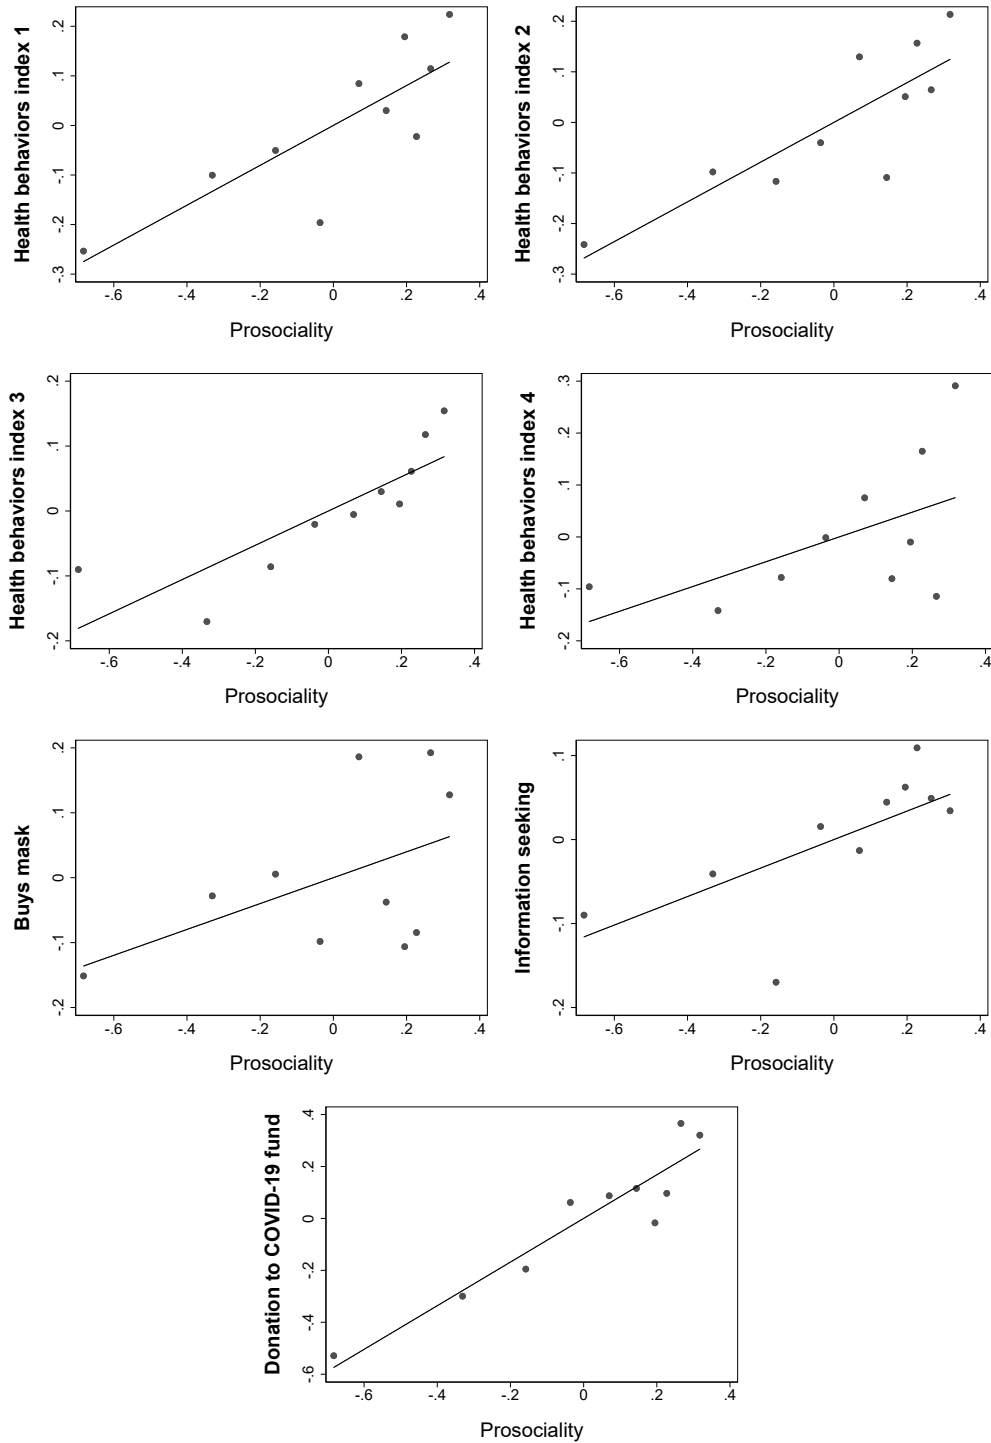 Health behaviors index 1
.2
.1
0
-.1
-.2
-.3
-.6 -.4 -.2 0 .2 .4
Prosociality
Health behaviors index 2
.2
.1
0
-.1
-.2
-.3
-.6 -.4 -.2 0 .2 .4
Prosociality
Health behaviors index 3
.2
.1
0
-.1
-.2
-.6 -.4 -.2 0 .2 .4
Prosociality
Health behaviors index 4
.3
.2
.1
0
-.1
-.2
-.6 -.4 -.2 0 .2 .4
Prosociality
Buys mask
.2
.1
0
-.1
-.2
-.6 -.4 -.2 0 .2 .4
Prosociality
Information seeking
.1
0
-.1
-.2
-.6 -.4 -.2 0 .2 .4
Prosociality
Donation to COVID-19 fund
.4
.2
0
-.2
-.4
-.6
-.6 -.4 -.2 0 .2 .4
Prosociality